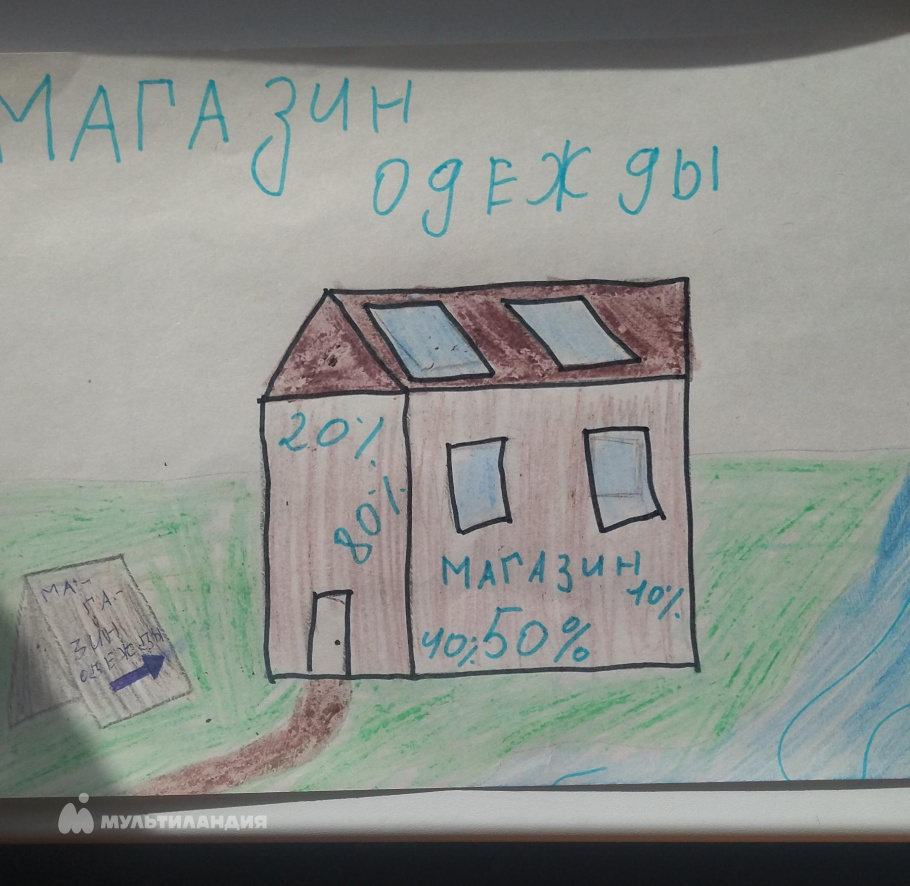 МАГАЗИН
ОДЕЖДЫ
20%
80%
МАГАЗИН
10%
40% 50%
МА-
ГА-
ЗИН
ОДЕЖДЫ
МУЛЬТИЛАНДИЯ